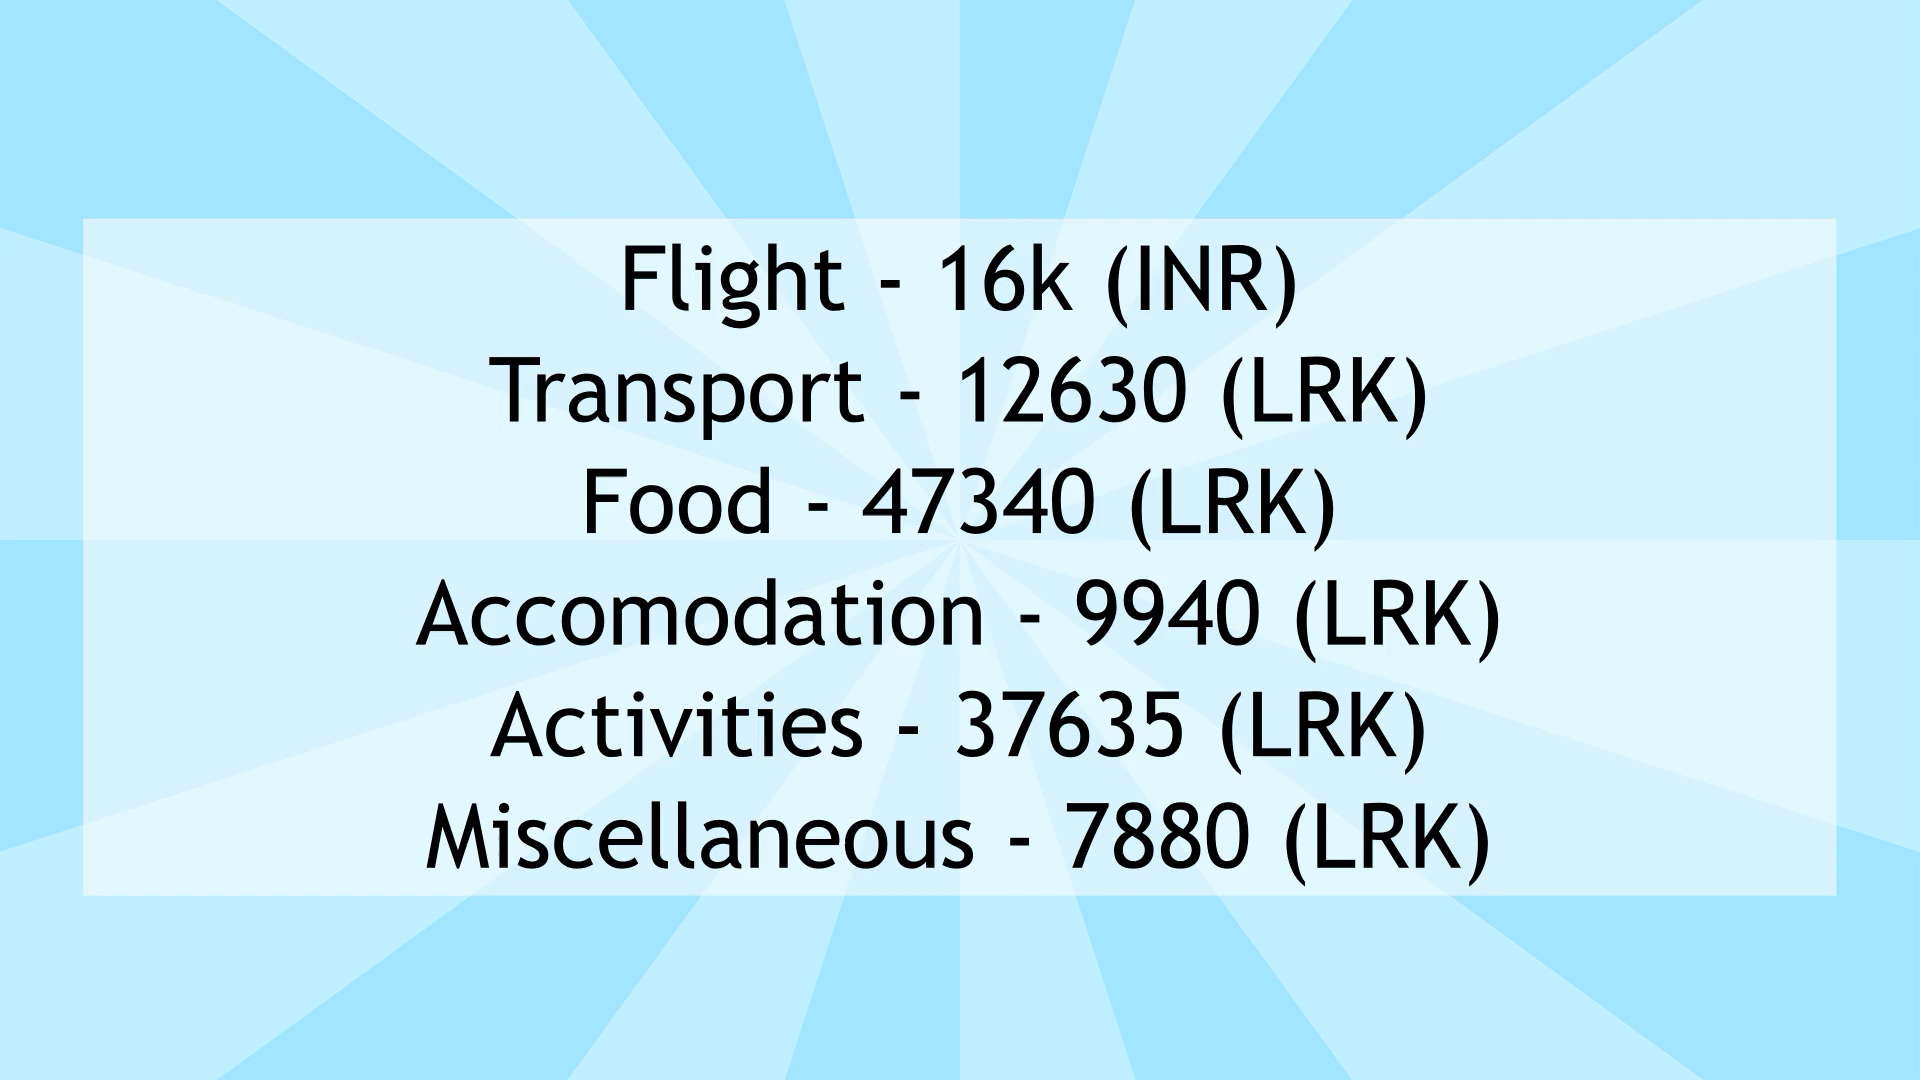 Flight - 16k (INR)
Transport - 12630 (LRK)
Food - 47340 (LRK)
Accomodation - 9940 (LRK)
Activities - 37635 (LRK)
Miscellaneous - 7880 (LRK)